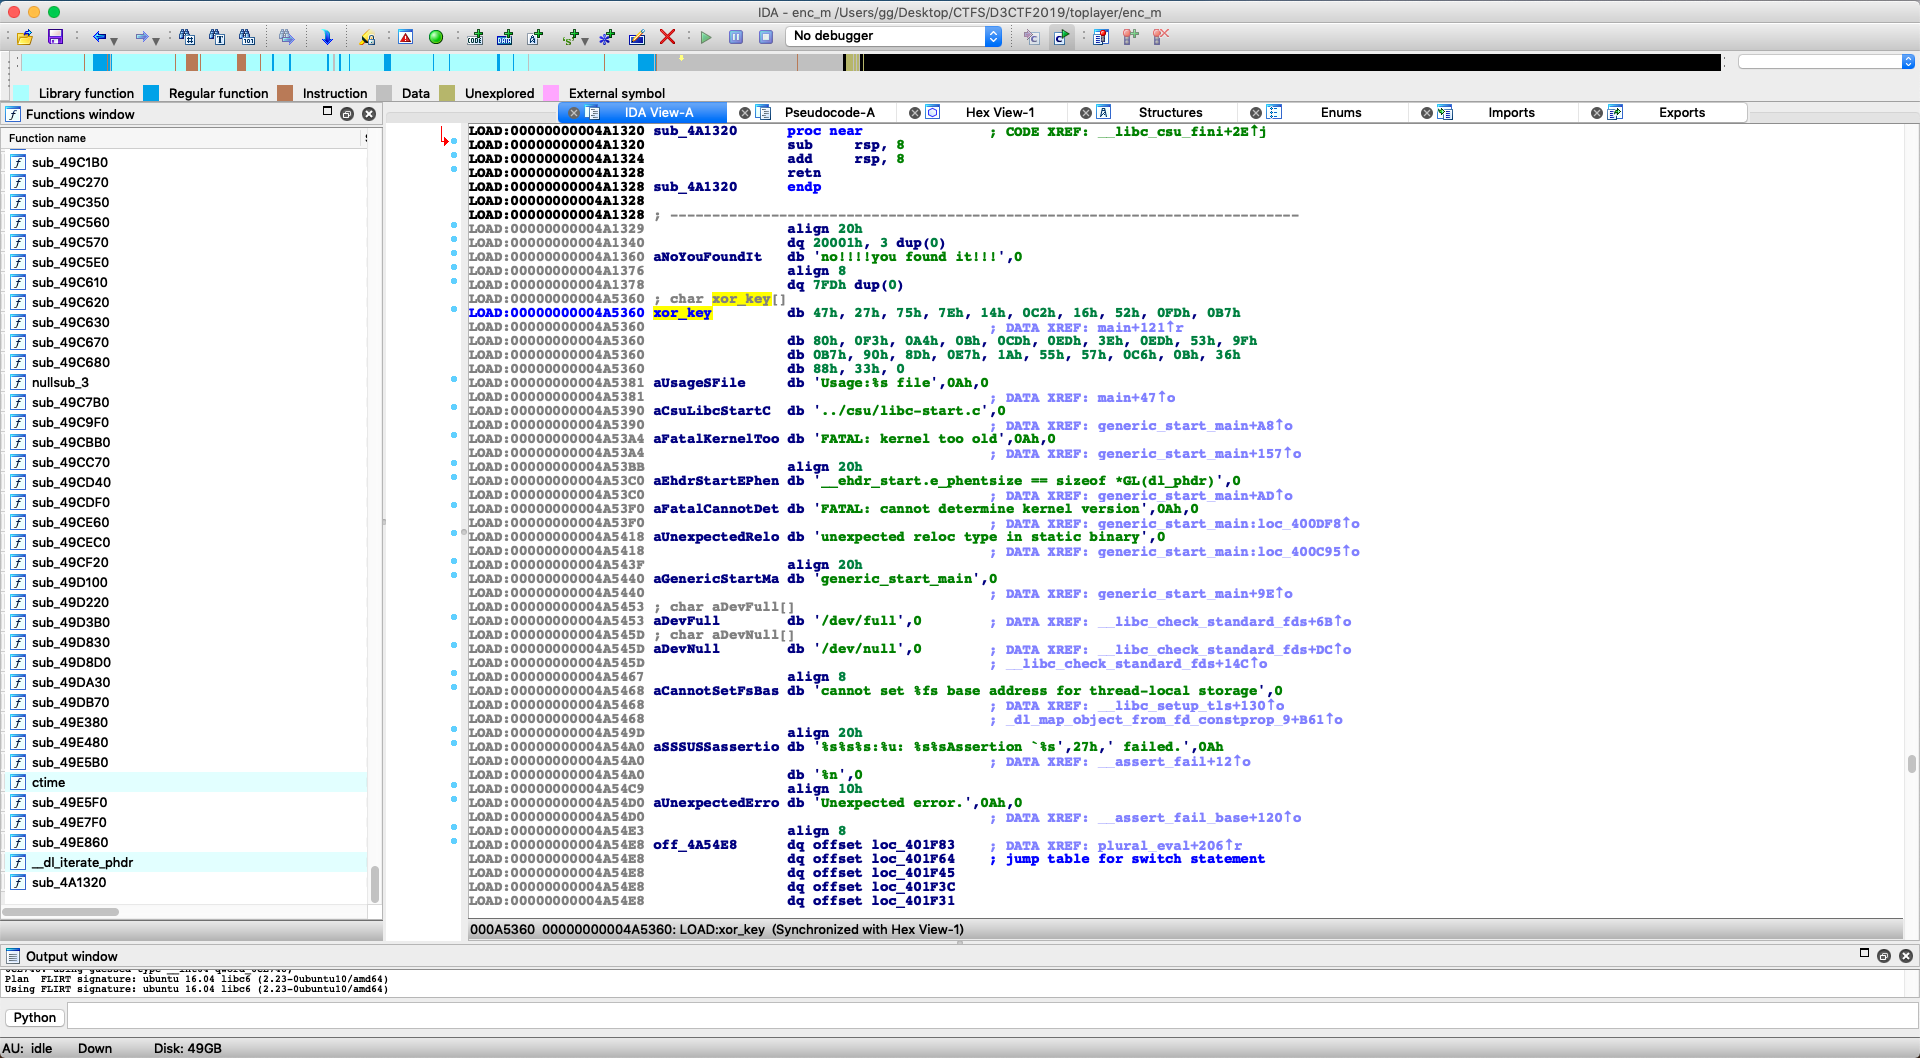 IDA - enc_m /Users/gg/Desktop/CTFS/D3CTF2019/toplayer/enc_m
No debugger
Library function Regular function Instruction Data Unexplored External symbol
Functions window
IDA View-A Pseudocode-A Hex View-1 Structures Enums Imports Exports
Function name
sub_49C1B0
sub_49C270
sub_49C350
sub_49C560
sub_49C570
sub_49C5E0
sub_49C610
sub_49C620
sub_49C630
sub_49C670
sub_49C680
nullsub_3
sub_49C7B0
sub_49C9F0
sub_49CBB0
sub_49CC70
sub_49CD40
sub_49CDF0
sub_49CE60
sub_49CEC0
sub_49CF20
sub_49D100
sub_49D220
sub_49D3B0
sub_49D830
sub_49D8D0
sub_49DA30
sub_49DB70
sub_49E380
sub_49E480
sub_49E5B0
ctime
sub_49E5F0
sub_49E7F0
sub_49E860
__dl_iterate_phdr
sub_4A1320
LOAD:00000000004A1320 sub_4A1320 proc near ; CODE XREF: __libc_csu_fini+2E↑j
LOAD:00000000004A1320 sub rsp, 8
LOAD:00000000004A1324 add rsp, 8
LOAD:00000000004A1328 retn
LOAD:00000000004A1328 sub_4A1320 endp
LOAD:00000000004A1328
LOAD:00000000004A1328 ; ---------------------------------------------------------------------------
LOAD:00000000004A1329 align 20h
LOAD:00000000004A1340 dq 20001h, 3 dup(0)
LOAD:00000000004A1360 aNoYouFoundIt db 'no!!!!you found it!!!',0
LOAD:00000000004A1376 align 8
LOAD:00000000004A1378 dq 7FDh dup(0)
LOAD:00000000004A5360 ; char xor_key[]
LOAD:00000000004A5360 xor_key db 47h, 27h, 75h, 7Eh, 14h, 0C2h, 16h, 52h, 0FDh, 0B7h
LOAD:00000000004A5360 ; DATA XREF: main+121↑r
LOAD:00000000004A5360 db 80h, 0F3h, 0A4h, 0Bh, 0CDh, 0EDh, 3Eh, 0EDh, 53h, 9Fh
LOAD:00000000004A5360 db 0B7h, 90h, 8Dh, 0E7h, 1Ah, 55h, 57h, 0C6h, 0Bh, 36h
LOAD:00000000004A5360 db 88h, 33h, 0
LOAD:00000000004A5381 aUsageSFile db 'Usage:%s file',0Ah,0
LOAD:00000000004A5381 ; DATA XREF: main+47↑o
LOAD:00000000004A5390 aCsuLibcStartC db '../csu/libc-start.c',0
LOAD:00000000004A5390 ; DATA XREF: generic_start_main+A8↑o
LOAD:00000000004A53A4 aFatalKernelToo db 'FATAL: kernel too old',0Ah,0
LOAD:00000000004A53A4 ; DATA XREF: generic_start_main+157↑o
LOAD:00000000004A53BB align 20h
LOAD:00000000004A53C0 aEhdrStartEPhen db '__ehdr_start.e_phentsize == sizeof *GL(dl_phdr)',0
LOAD:00000000004A53C0 ; DATA XREF: generic_start_main+AD↑o
LOAD:00000000004A53F0 aFatalCannotDet db 'FATAL: cannot determine kernel version',0Ah,0
LOAD:00000000004A53F0 ; DATA XREF: generic_start_main:loc_400DF8↑o
LOAD:00000000004A5418 aUnexpectedRelo db 'unexpected reloc type in static binary',0
LOAD:00000000004A5418 ; DATA XREF: generic_start_main:loc_400C95↑o
LOAD:00000000004A543F align 20h
LOAD:00000000004A5440 aGenericStartMa db 'generic_start_main',0
LOAD:00000000004A5440 ; DATA XREF: generic_start_main+9E↑o
LOAD:00000000004A5453 ; char aDevFull[]
LOAD:00000000004A5453 aDevFull db '/dev/full',0 ; DATA XREF: __libc_check_standard_fds+6B↑o
LOAD:00000000004A545D ; char aDevNull[]
LOAD:00000000004A545D aDevNull db '/dev/null',0 ; DATA XREF: __libc_check_standard_fds+DC↑o
LOAD:00000000004A545D ; __libc_check_standard_fds+14C↑o
LOAD:00000000004A5467 align 8
LOAD:00000000004A5468 aCannotSetFsBas db 'cannot set %fs base address for thread-local storage',0
LOAD:00000000004A5468 ; DATA XREF: __libc_setup_tls+130↑o
LOAD:00000000004A5468 ; _dl_map_object_from_fd_constprop_9+B61↑o
LOAD:00000000004A549D align 20h
LOAD:00000000004A54A0 aSSSUSSassertio db '%s%s%s:%u: %s%sAssertion `%s',27h,' failed.',0Ah
LOAD:00000000004A54A0 ; DATA XREF: __assert_fail+12↑o
LOAD:00000000004A54A0 db '%n',0
LOAD:00000000004A54C9 align 10h
LOAD:00000000004A54D0 aUnexpectedErro db 'Unexpected error.',0Ah,0
LOAD:00000000004A54D0 ; DATA XREF: __assert_fail_base+120↑o
LOAD:00000000004A54E3 align 8
LOAD:00000000004A54E8 off_4A54E8 dq offset loc_401F83 ; DATA XREF: plural_eval+206↑r
LOAD:00000000004A54E8 dq offset loc_401F64 ; jump table for switch statement
LOAD:00000000004A54E8 dq offset loc_401F45
LOAD:00000000004A54E8 dq offset loc_401F3C
LOAD:00000000004A54E8 dq offset loc_401F31
000A5360 00000000004A5360: LOAD:xor_key (Synchronized with Hex View-1)
Output window
Plan FLIRT signature: ubuntu 16.04 libc6 (2.23-0ubuntu10/amd64)
Using FLIRT signature: ubuntu 16.04 libc6 (2.23-0ubuntu10/amd64)
Python
AU: idle Down Disk: 49GB